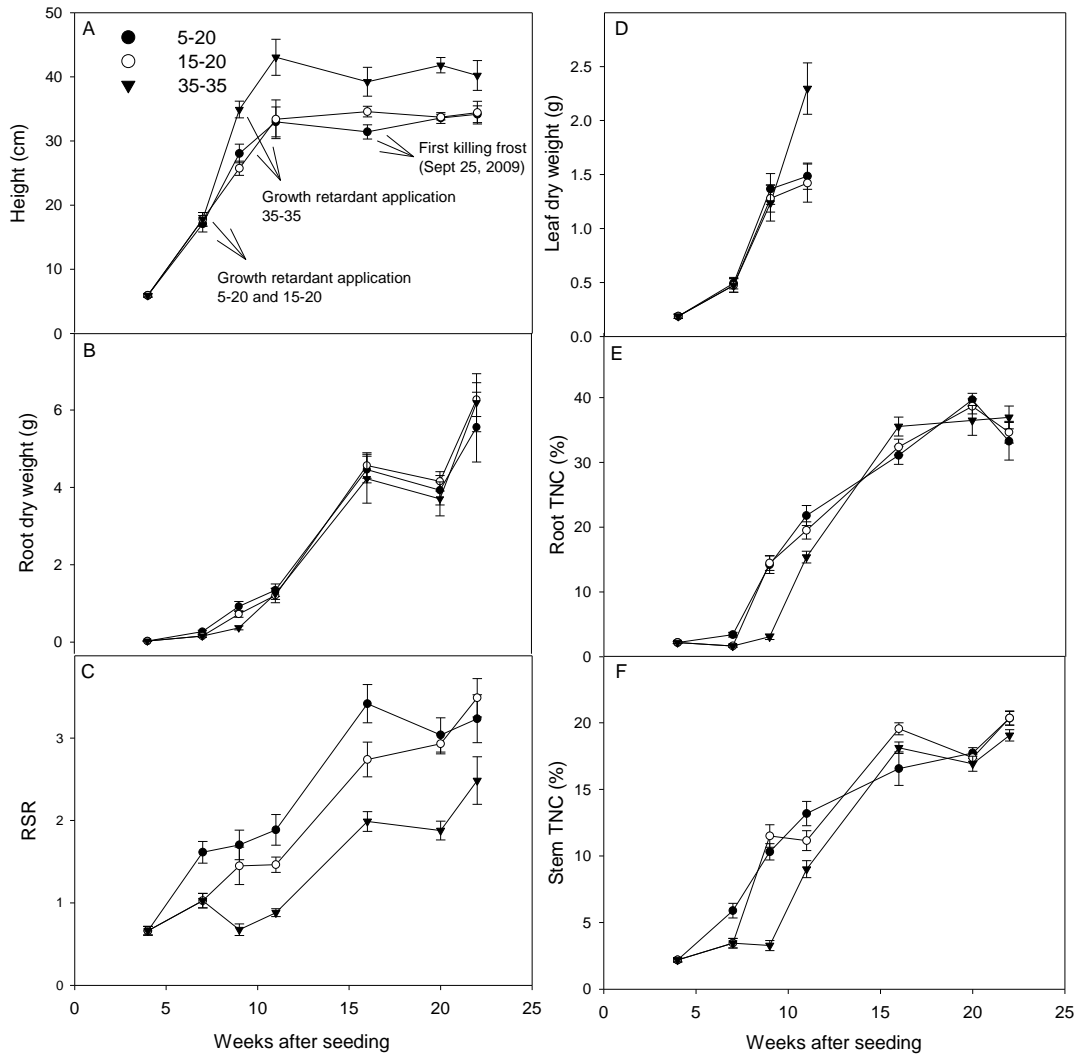 A
5-20
15-20
35-35
Height (cm)
50
40
30
20
10
0
First killing frost
(Sept 25, 2009)
Growth retardant application
35-35
Growth retardant application
5-20 and 15-20
B
Root dry weight (g)
6
4
2
0
C
RSR
3
2
1
0
0 5 10 15 20 25
Weeks after seeding
D
Leaf dry weight (g)
2.5
2.0
1.5
1.0
0.5
0.0
E
Root TNC (%)
40
30
20
10
0
F
Stem TNC (%)
20
15
10
5
0
0 5 10 15 20 25
Weeks after seeding